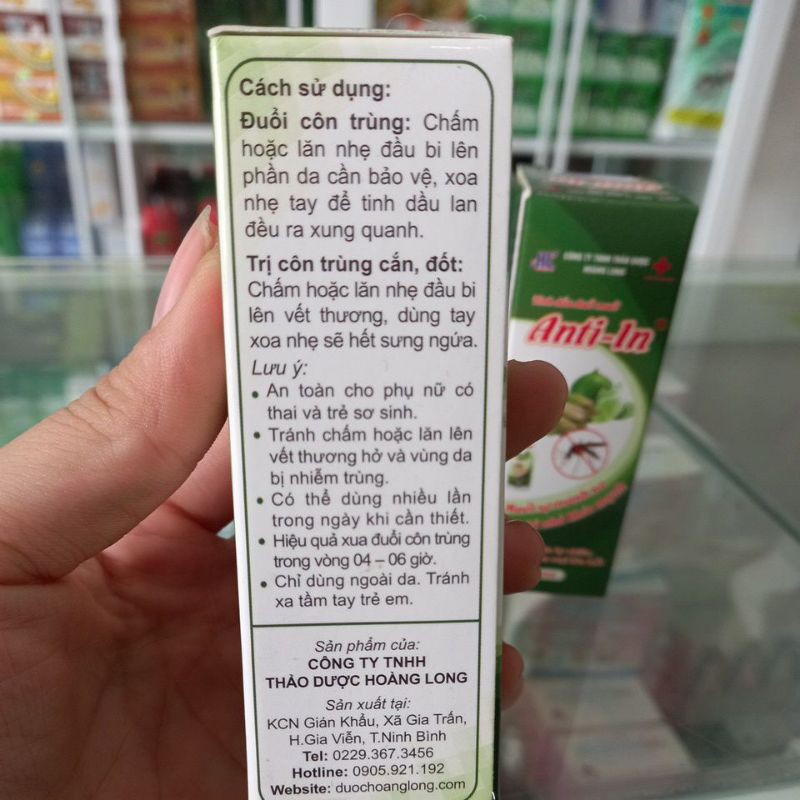 Cách sử dụng:
Đuổi côn trùng: Chấm
hoặc lăn nhẹ đầu bi lên
phần da cần bảo vệ, xoa
nhẹ tay để tinh dầu lan
đều ra xung quanh.
Trị côn trùng cắn, đốt:
Chấm hoặc lăn nhẹ đầu bi
lên vết thương, dùng tay
xoa nhẹ sẽ hết sưng ngứa.
Lưu ý:
• An toàn cho phụ nữ có
thai và trẻ sơ sinh.
• Tránh chấm hoặc lăn lên
vết thương hở và vùng da
bị nhiễm trùng.
• Có thể dùng nhiều lần
trong ngày khi cần thiết.
• Hiệu quả xua đuổi côn trùng
trong vòng 04 – 06 giờ.
• Chỉ dùng ngoài da. Tránh
xa tầm tay trẻ em.
Sản phẩm của:
CÔNG TY TNHH
THẢO DƯỢC HOÀNG LONG
Sản xuất tại:
KCN Gián Khẩu, Xã Gia Trấn,
H.Gia Viễn, T.Ninh Bình
Tel: 0229.367.3456
Hotline: 0905.921.192
Website: duochoanglong.com
CÔNG TY TNHH THẢO DƯỢC
HOÀNG LONG
Anti-In